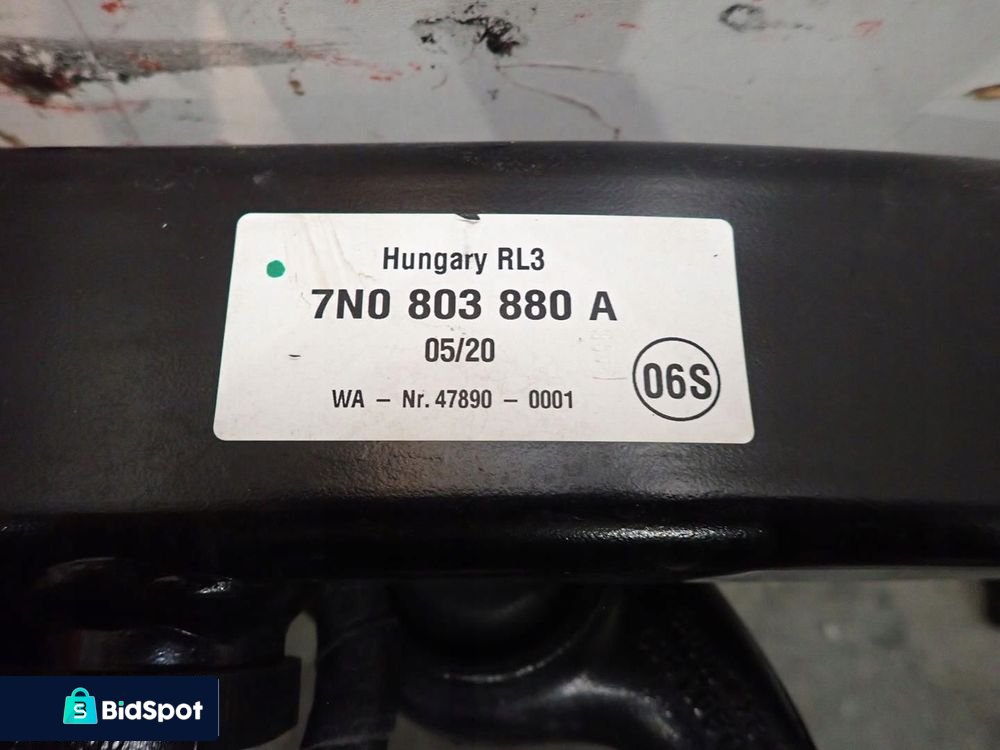 Hungary RL3
7N0 803 880 A
05/20
WA – Nr. 47890 – 0001
06S
BidSpot